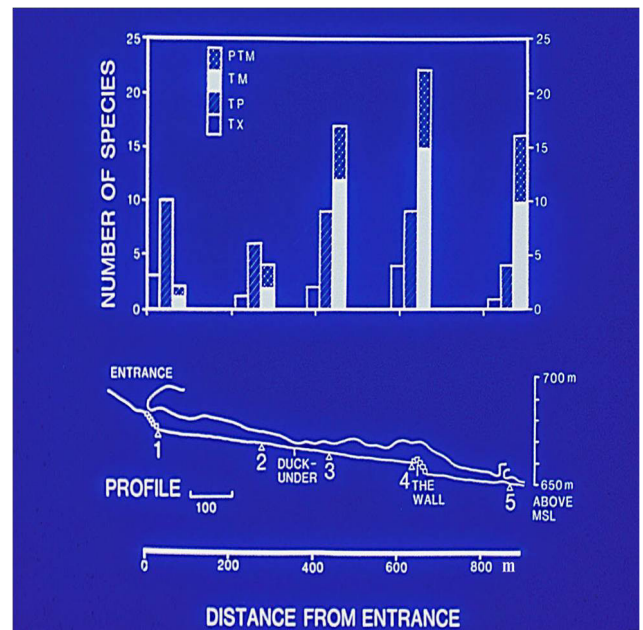 NUMBER OF SPECIES
25
20
15
10
5
0
PTM
TM
TP
TX
25
20
15
10
5
0
ENTRANCE
1
2
DUCK-
UNDER
3
4
THE
WALL
5
PROFILE
100
700 m
650 m
ABOVE
MSL
0
200
400
600
800
m
DISTANCE FROM ENTRANCE